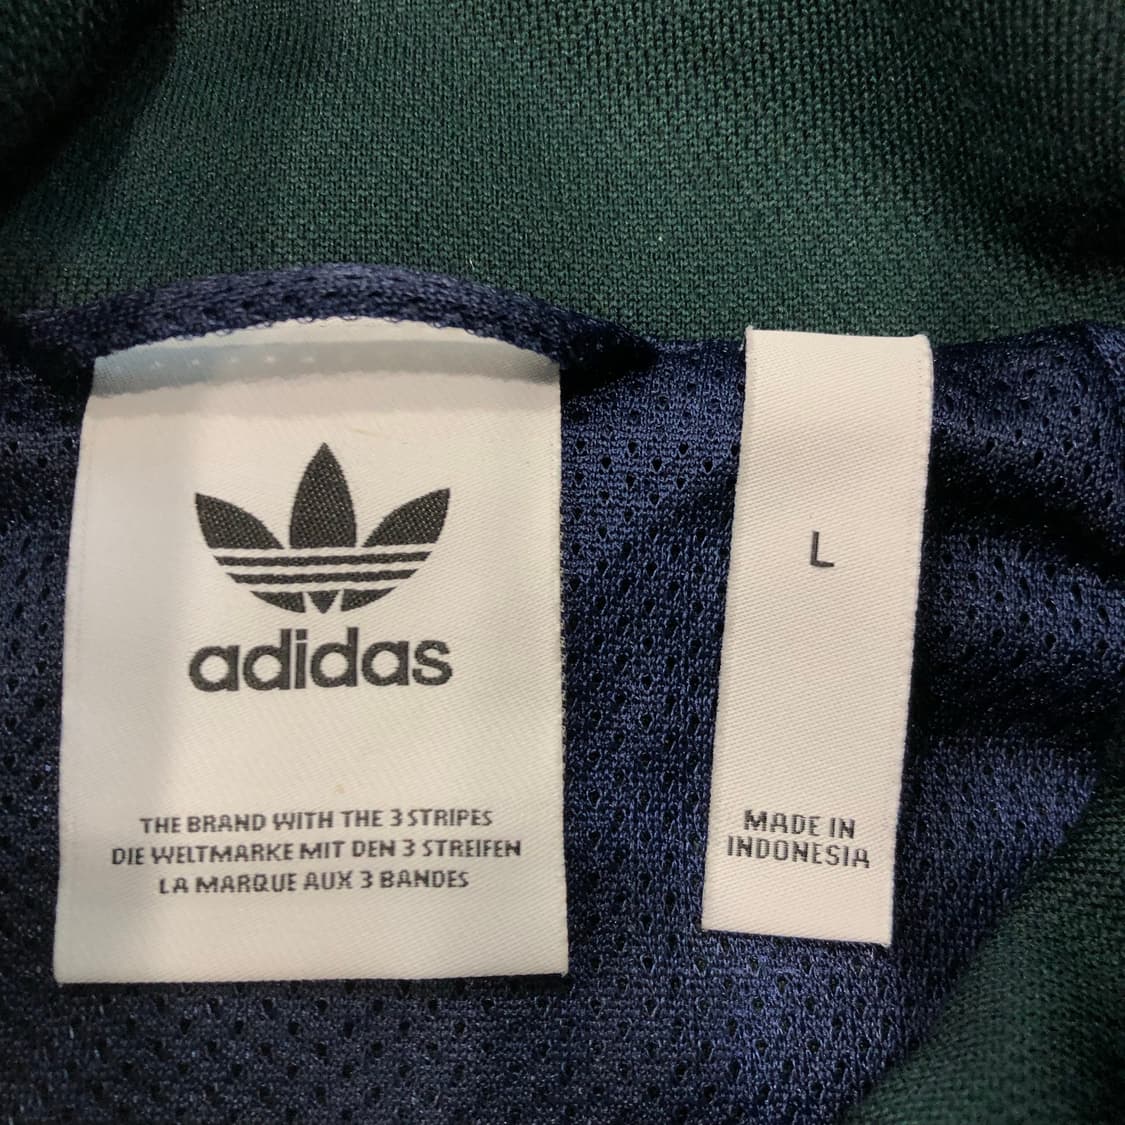 adidas
THE BRAND WITH THE 3 STRIPES
DIE WELTMARKE MIT DEN 3 STREIFEN
LA MARQUE AUX 3 BANDES
L
MADE IN
INDONESIA